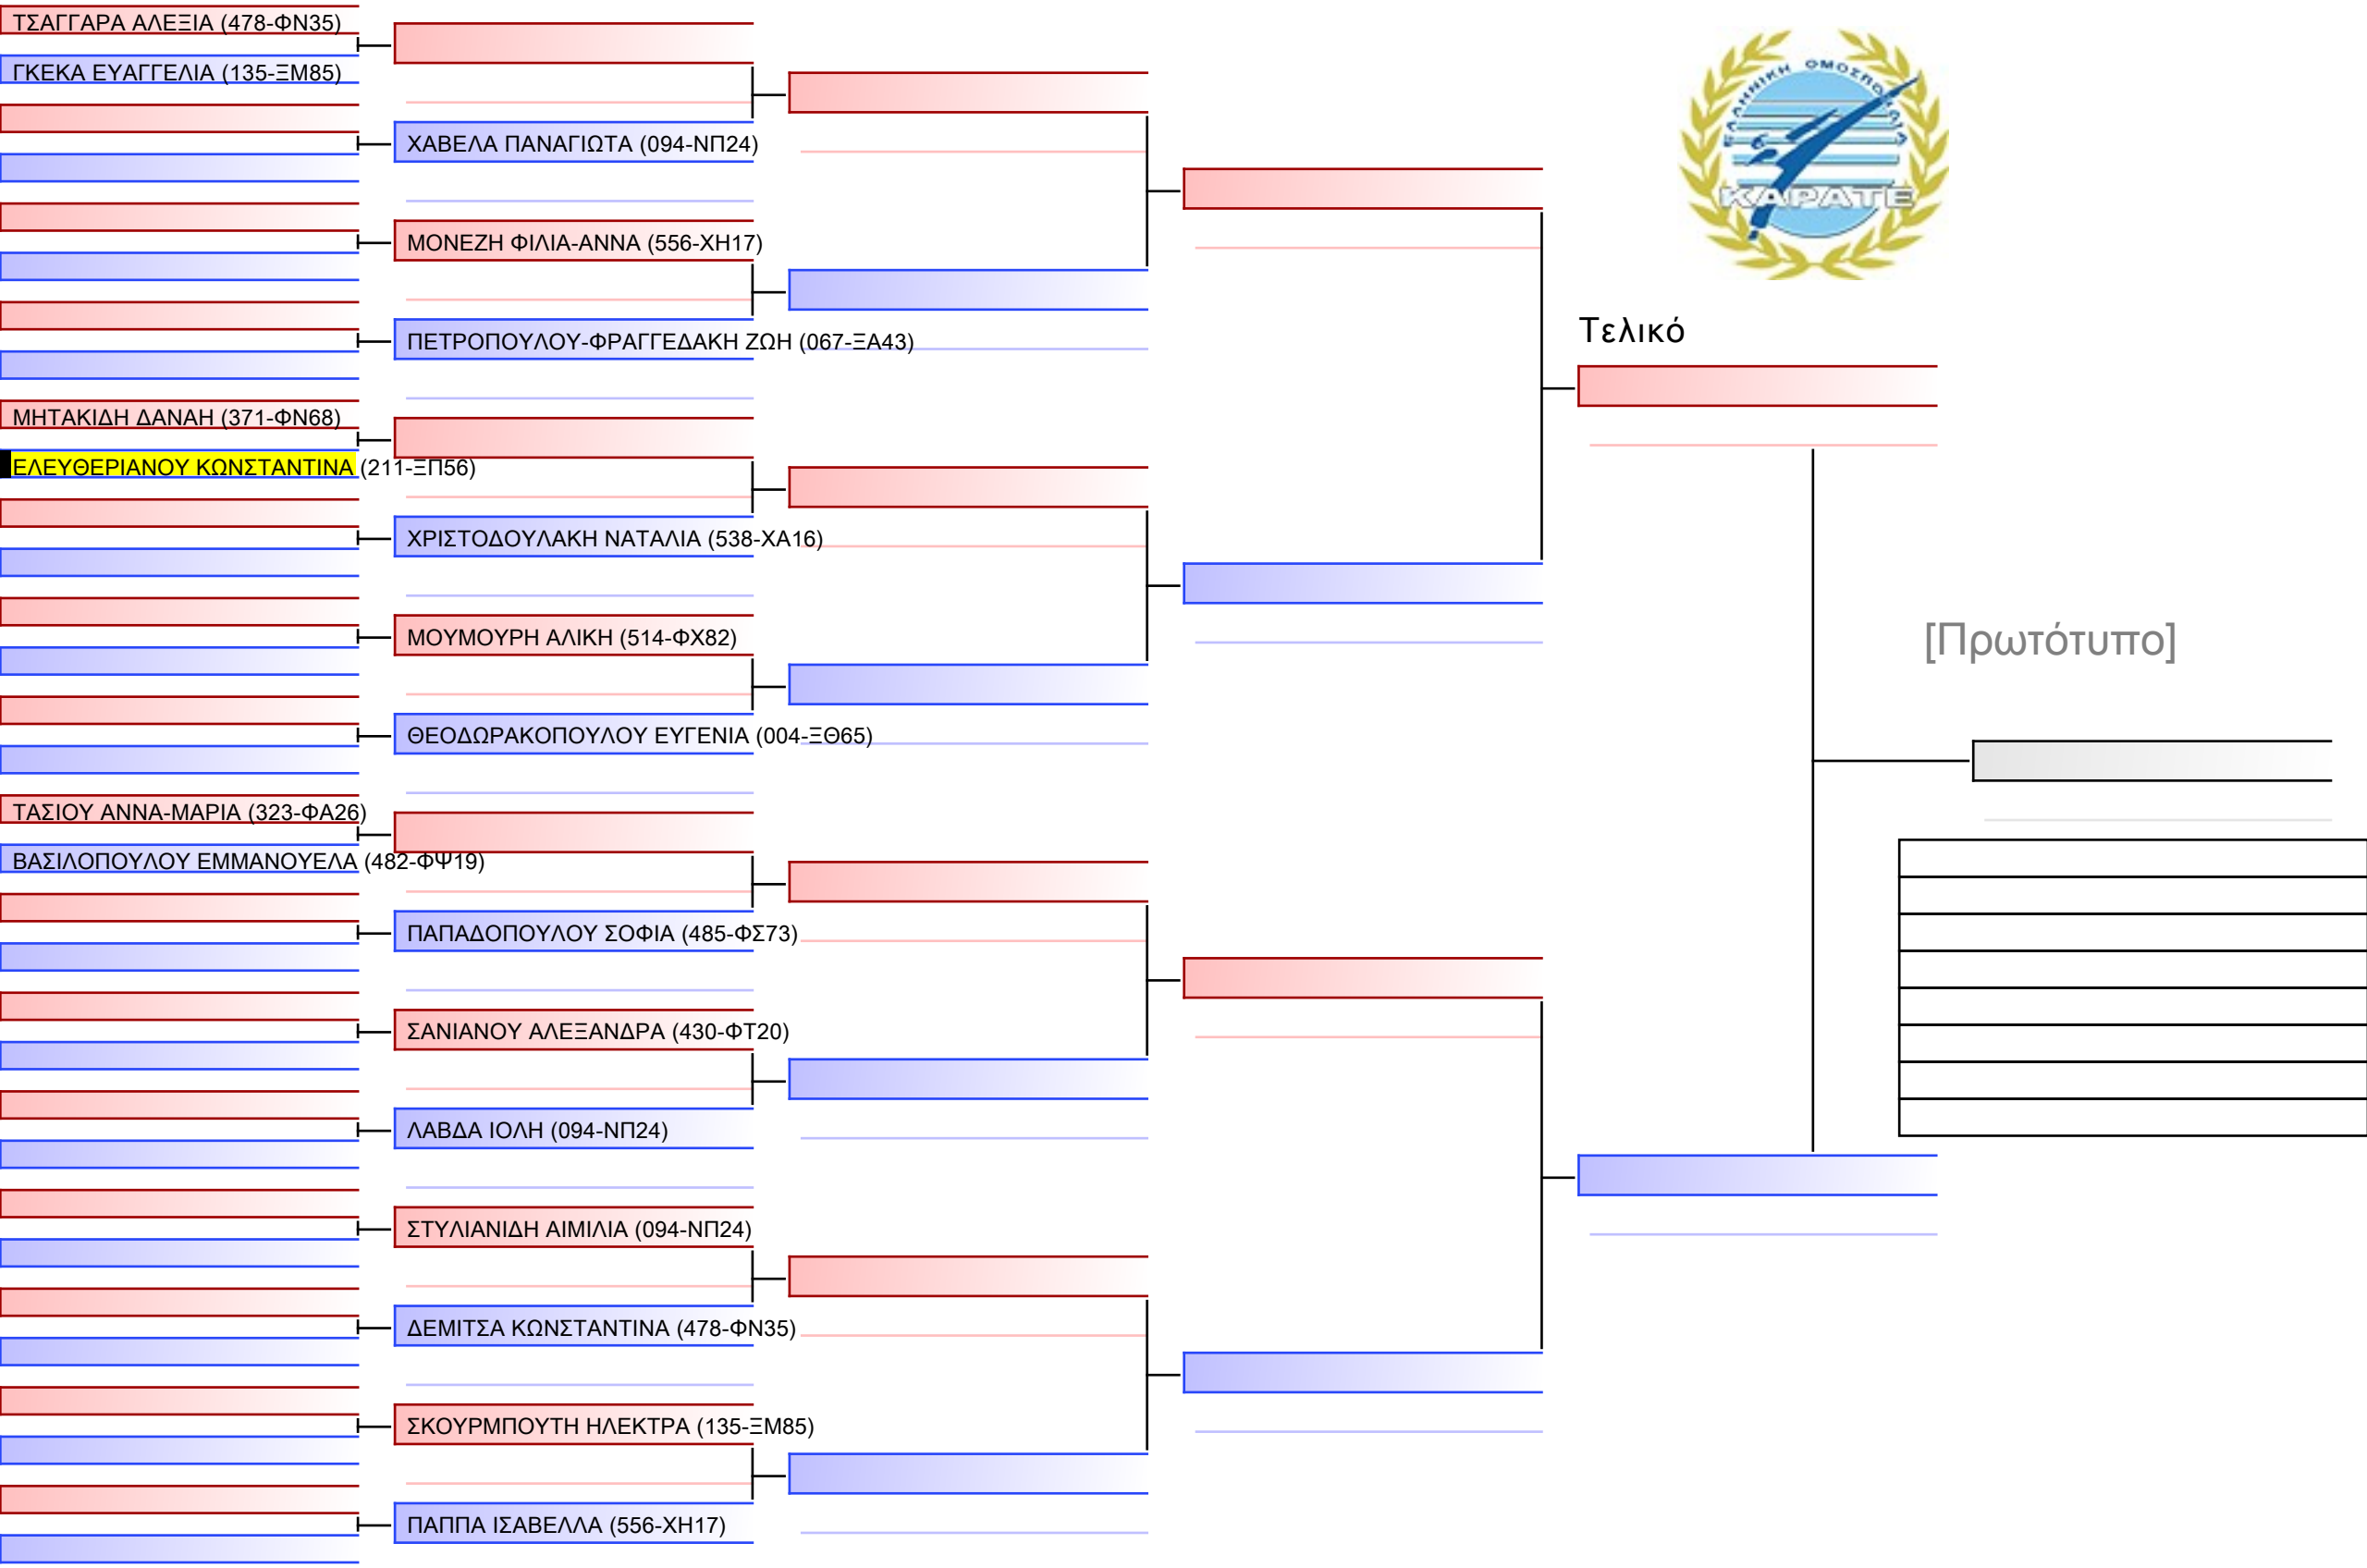 ΤΣΑΓΓΑΡΑ ΑΛΕΞΙΑ (478-ΦΝ35)
ΓΚΕΚΑ ΕΥΑΓΓΕΛΙΑ (135-ΞΜ85)
ΧΑΒΕΛΑ ΠΑΝΑΓΙΩΤΑ (094-ΝΠ24)
ΜΟΝΕΖΗ ΦΙΛΙΑ-ΑΝΝΑ (556-ΧΗ17)
ΠΕΤΡΟΠΟΥΛΟΥ-ΦΡΑΓΓΕΔΑΚΗ ΖΩΗ (067-ΞΑ43)
ΜΗΤΑΚΙΔΗ ΔΑΝΑΗ (371-ΦΝ68)
ΕΛΕΥΘΕΡΙΑΝΟΥ ΚΩΝΣΤΑΝΤΙΝΑ (211-ΞΠ56)
ΧΡΙΣΤΟΔΟΥΛΑΚΗ ΝΑΤΑΛΙΑ (538-ΧΑ16)
ΜΟΥΜΟΥΡΗ ΑΛΙΚΗ (514-ΦΧ82)
ΘΕΟΔΩΡΑΚΟΠΟΥΛΟΥ ΕΥΓΕΝΙΑ (004-ΞΘ65)
ΤΑΣΙΟΥ ΑΝΝΑ-ΜΑΡΙΑ (323-ΦΑ26)
ΒΑΣΙΛΟΠΟΥΛΟΥ ΕΜΜΑΝΟΥΕΛΑ (482-ΦΨ19)
ΠΑΠΑΔΟΠΟΥΛΟΥ ΣΟΦΙΑ (485-ΦΣ73)
ΣΑΝΙΑΝΟΥ ΑΛΕΞΑΝΔΡΑ (430-ΦΤ20)
ΛΑΒΔΑ ΙΟΛΗ (094-ΝΠ24)
ΣΤΥΛΙΑΝΙΔΗ ΑΙΜΙΛΙΑ (094-ΝΠ24)
ΔΕΜΙΤΣΑ ΚΩΝΣΤΑΝΤΙΝΑ (478-ΦΝ35)
ΣΚΟΥΡΜΠΟΥΤΗ ΗΛΕΚΤΡΑ (135-ΞΜ85)
ΠΑΠΠΑ ΙΣΑΒΕΛΛΑ (556-ΧΗ17)
ΕΛΛΗΝΙΚΗ ΟΜΟΣΠΟΝΔΙΑ
ΚΑΡΑΤΕ
Τελικό
[Πρωτότυπο]